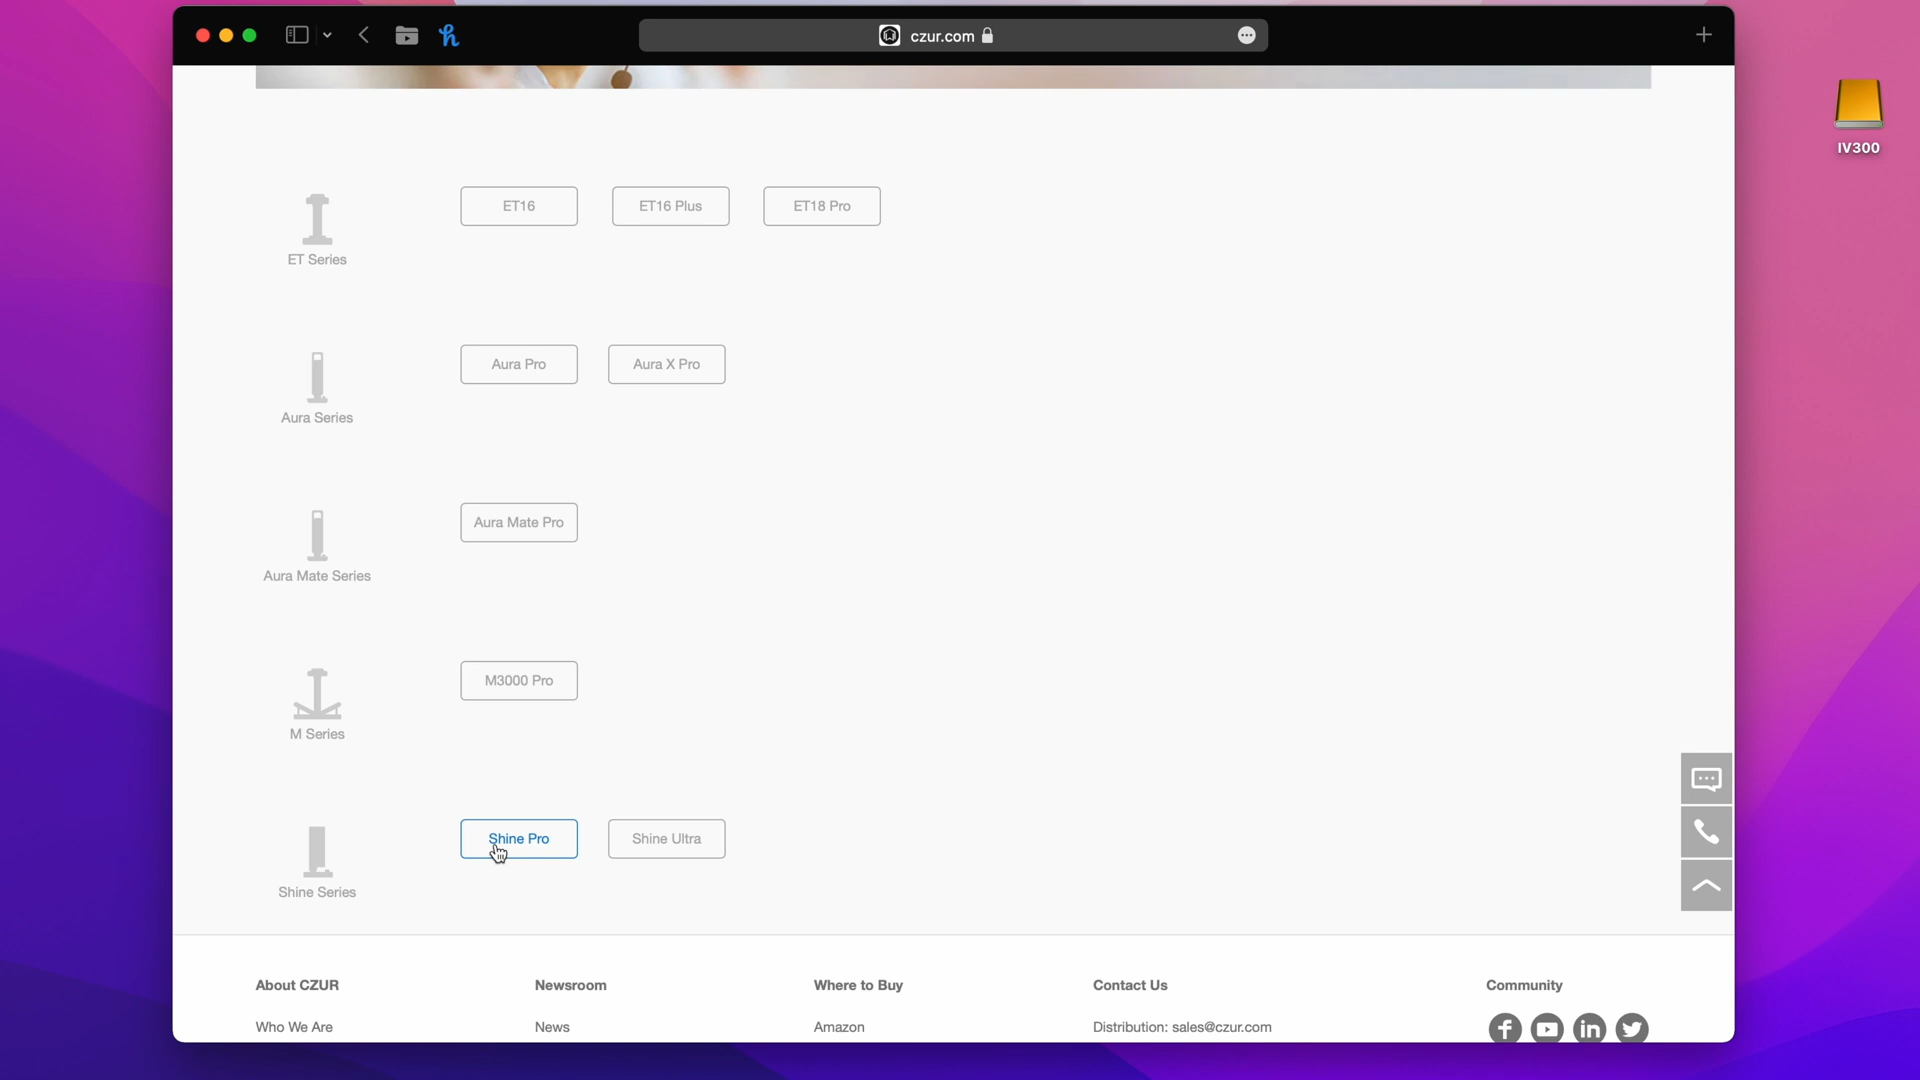 czur.com
IV300
ET16 ET16 Plus ET18 Pro
ET Series
Aura Pro Aura X Pro
Aura Series
Aura Mate Pro
Aura Mate Series
M3000 Pro
M Series
Shine Pro Shine Ultra
Shine Series
About CZUR Newsroom Where to Buy Contact Us Community
Who We Are News Amazon Distribution: sales@czur.com